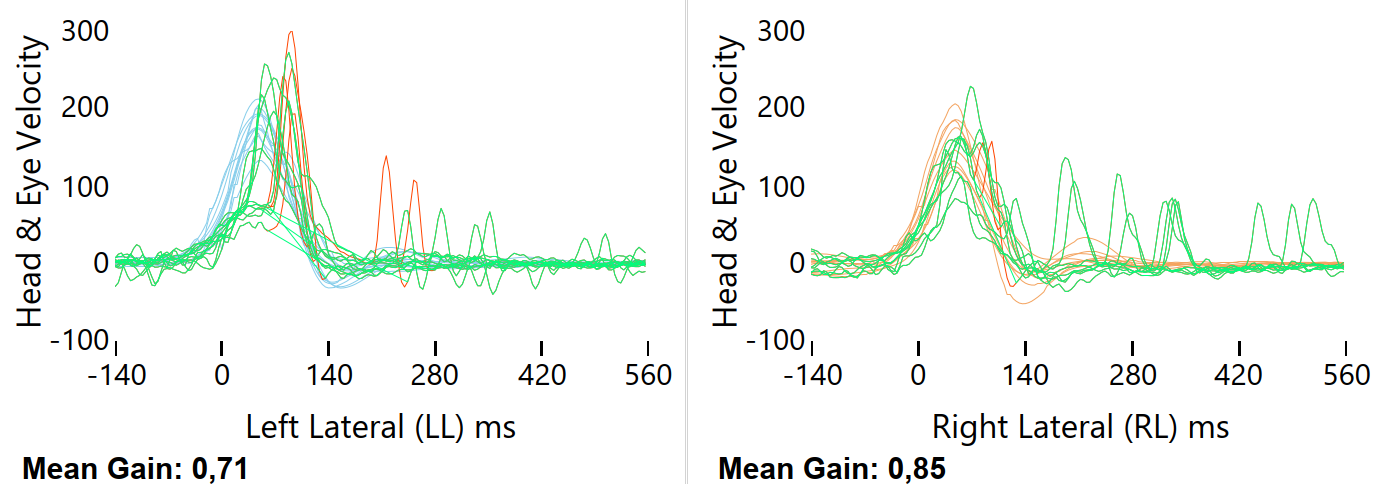 Head & Eye Velocity
300
200
100
0
-100
-140 0 140 280 420 560
Left Lateral (LL) ms
Mean Gain: 0,71
Head & Eye Velocity
300
200
100
0
-100
-140 0 140 280 420 560
Right Lateral (RL) ms
Mean Gain: 0,85